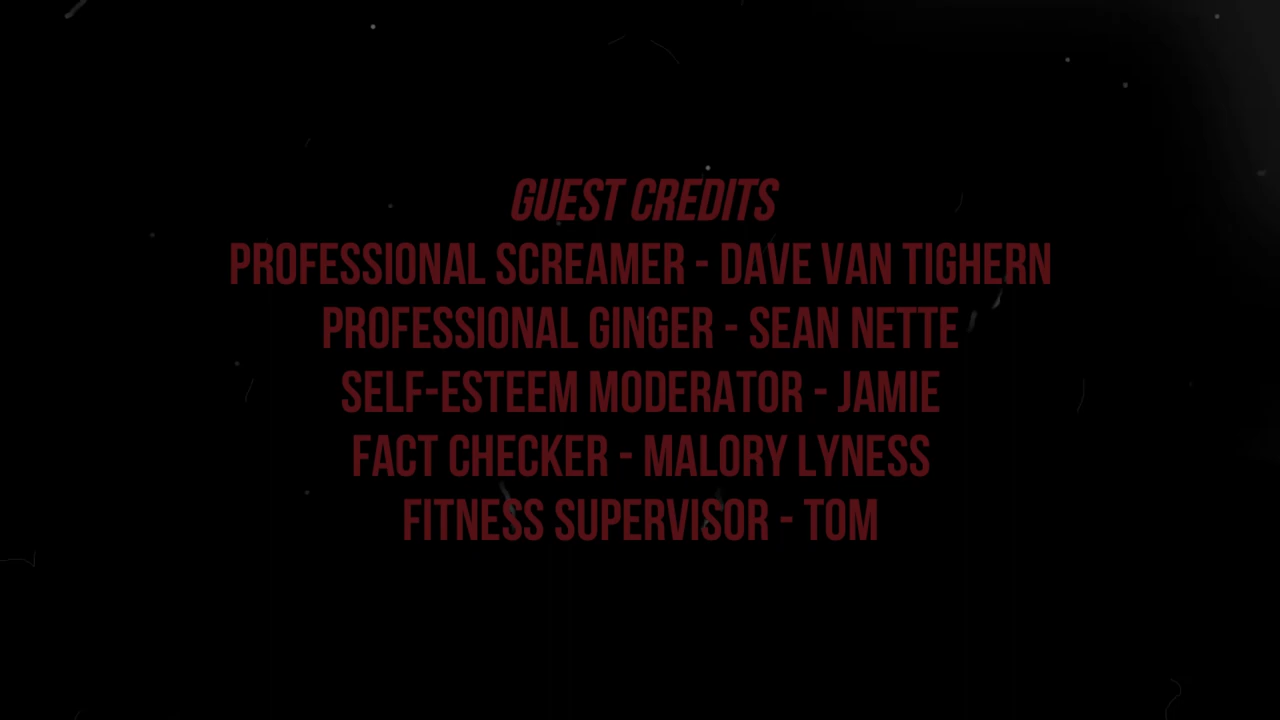 GUEST CREDITS
PROFESSIONAL SCREAMER - DAVE VAN TIGHERN
PROFESSIONAL GINGER - SEAN NETTE
SELF-ESTEEM MODERATOR - JAMIE
FACT CHECKER - MALORY LYNESS
FITNESS SUPERVISOR - TOM